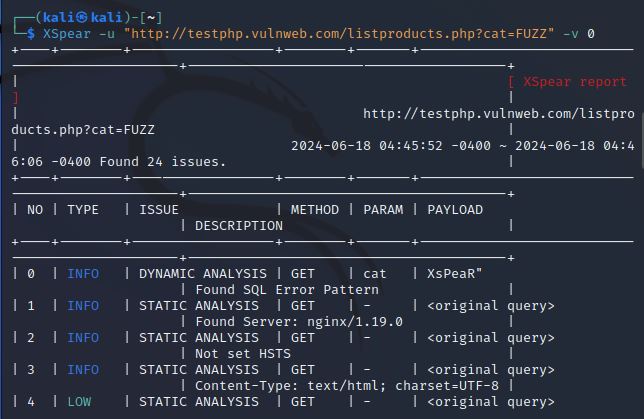 ┌──(kali㉿kali)-[~]
└─$ XSpear -u "http://testphp.vulnweb.com/listproducts.php?cat=FUZZ" -v 0
+----+--------+------------------+--------+-------+---------------------------
---------------------+-----------------------------------------+
| [ XSpear report
] |
| http://testphp.vulnweb.com/listpro
ducts.php?cat=FUZZ |
| 2024-06-18 04:45:52 -0400 ~ 2024-06-18 04:4
6:06 -0400 Found 24 issues. |
+----+--------+------------------+--------+-------+---------------------------
---------------------+-----------------------------------------+
| NO | TYPE | ISSUE | METHOD | PARAM | PAYLOAD
| DESCRIPTION |
+----+--------+------------------+--------+-------+---------------------------
---------------------+-----------------------------------------+
| 0 | INFO | DYNAMIC ANALYSIS | GET | cat | XsPeaR"
| Found SQL Error Pattern |
| 1 | INFO | STATIC ANALYSIS | GET | - | <original query>
| Found Server: nginx/1.19.0 |
| 2 | INFO | STATIC ANALYSIS | GET | - | <original query>
| Not set HSTS |
| 3 | INFO | STATIC ANALYSIS | GET | - | <original query>
| Content-Type: text/html; charset=UTF-8 |
| 4 | LOW | STATIC ANALYSIS | GET | - | <original query>